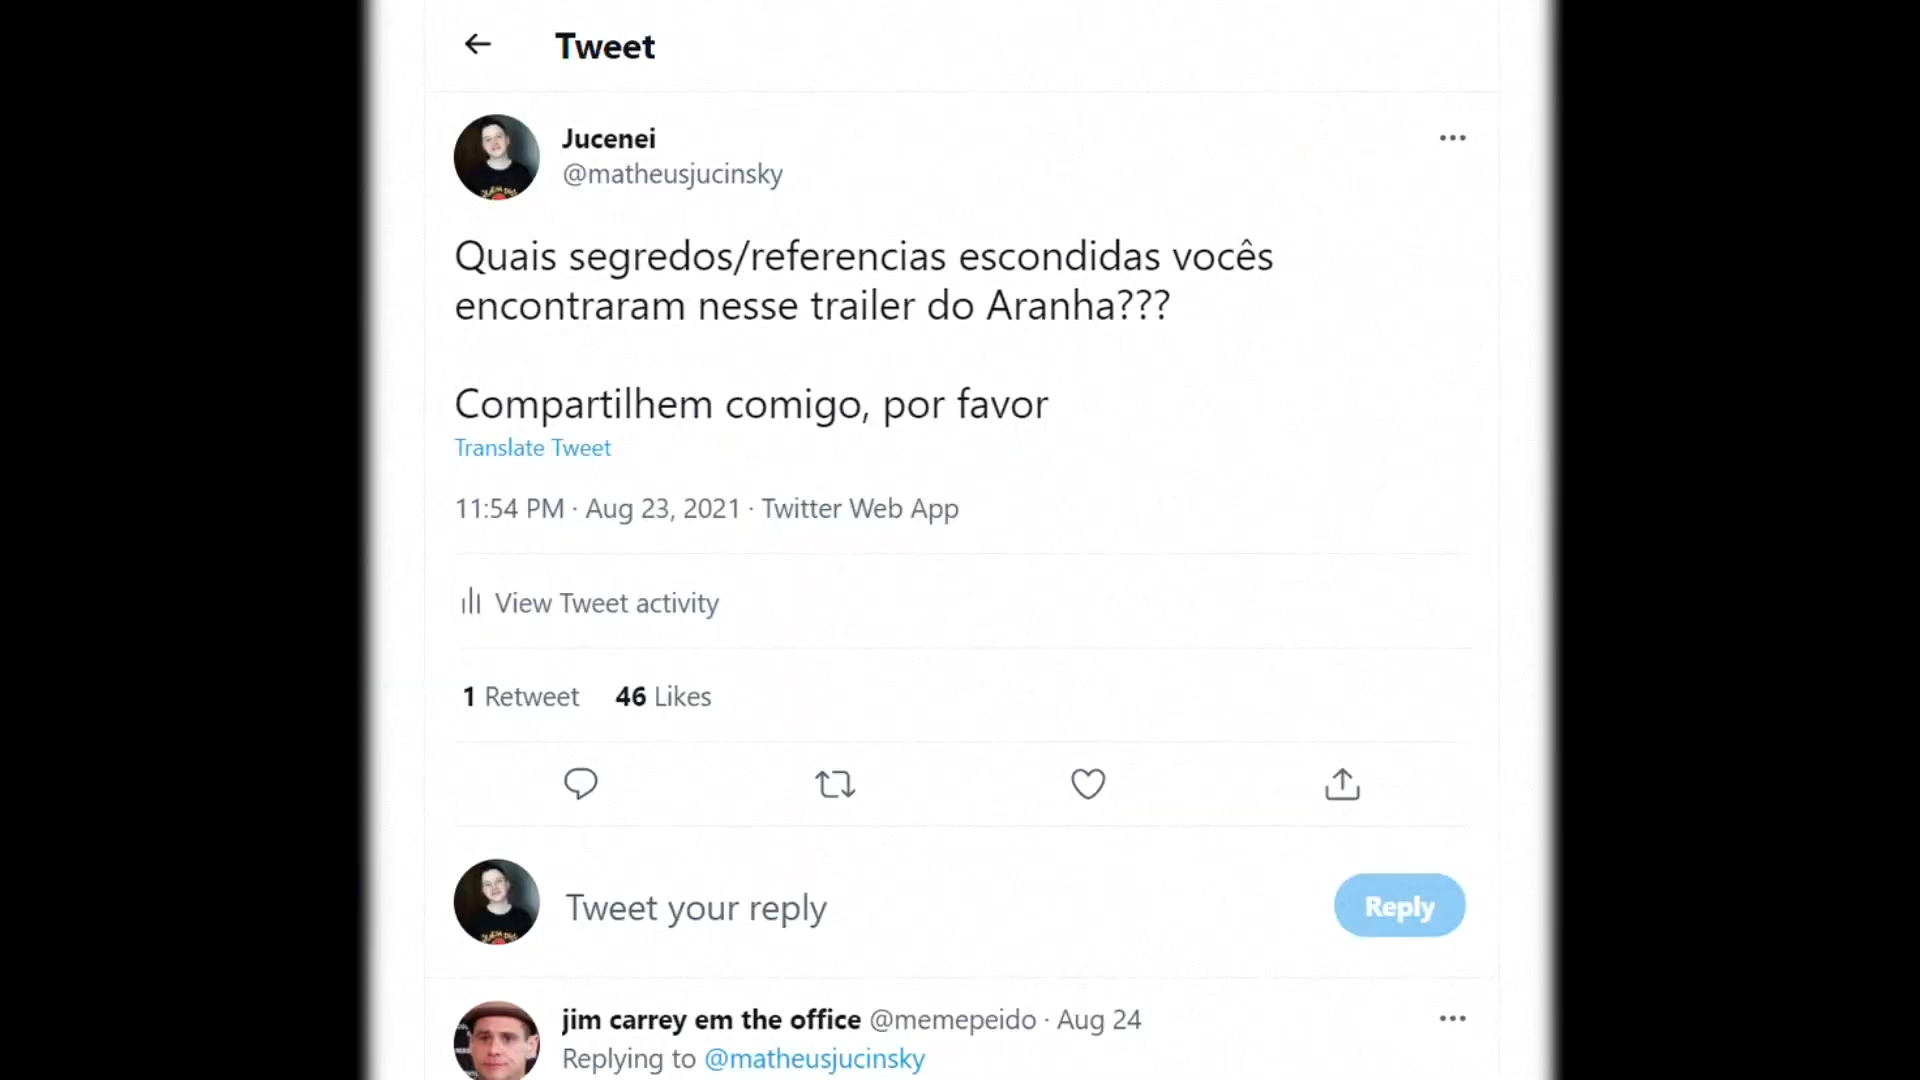 Tweet
Jucenei
@matheusjucinsky
Quais segredos/referencias escondidas vocês
encontraram nesse trailer do Aranha???
Compartilhem comigo, por favor
Translate Tweet
11:54 PM · Aug 23, 2021 · Twitter Web App
View Tweet activity
1 Retweet 46 Likes
Tweet your reply
Reply
jim carrey em the office @memepeido · Aug 24
Replying to @matheusjucinsky